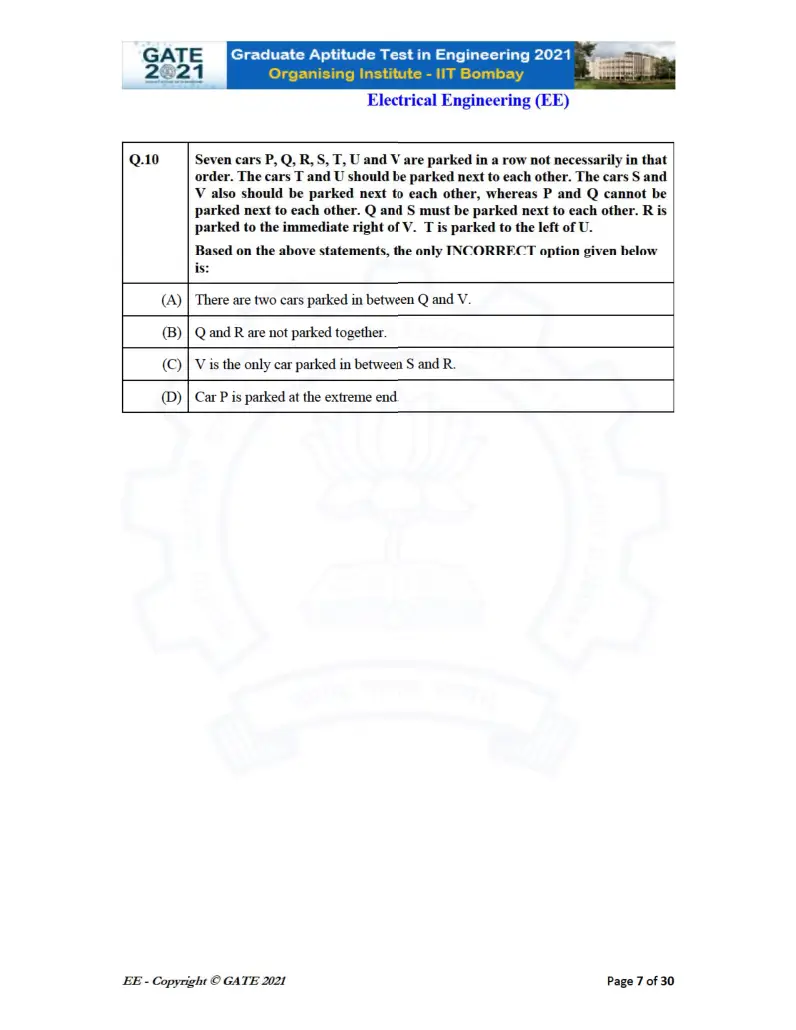 GATE
2021
Graduate Aptitude Test in Engineering 2021
Organising Institute - IIT Bombay
Electrical Engineering (EE)
Q.10
Seven cars P, Q, R, S, T, U and V are parked in a row not necessarily in that
order. The cars T and U should be parked next to each other. The cars S and
V also should be parked next to each other, whereas P and Q cannot be
parked next to each other. Q and S must be parked next to each other. R is
parked to the immediate right of V. T is parked to the left of U.
Based on the above statements, the only INCORRECT option given below
is:
(A) There are two cars parked in between Q and V.
(B) Q and R are not parked together.
(C) V is the only car parked in between S and R.
(D) Car P is parked at the extreme end.
EE - Copyright © GATE 2021
Page 7 of 30